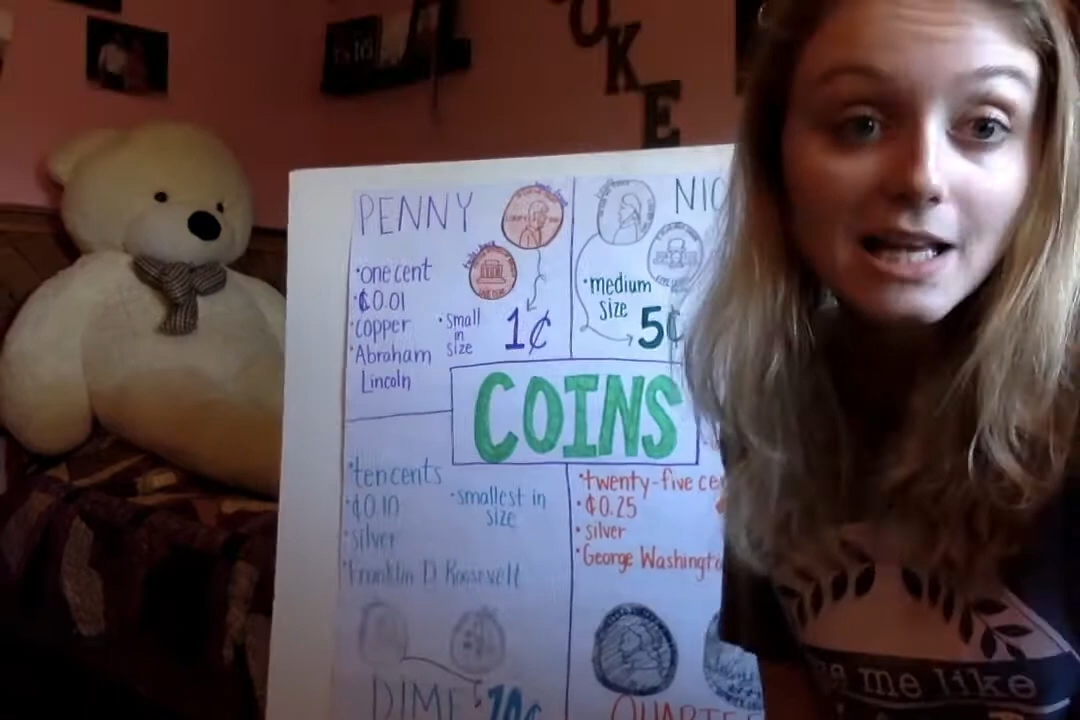 OKE
PENNY
NIC
• one cent
• ₵0.01
• copper
• Abraham
Lincoln
• small
in
size
1¢
• medium
size
5¢
COINS
• ten cents
• ₵0.10
• silver
• Franklin D Roosevelt
• smallest in
size
DIME
10¢
• twenty-five cen
• ₵0.25
• silver
• George Washingto
QUARTE
me like